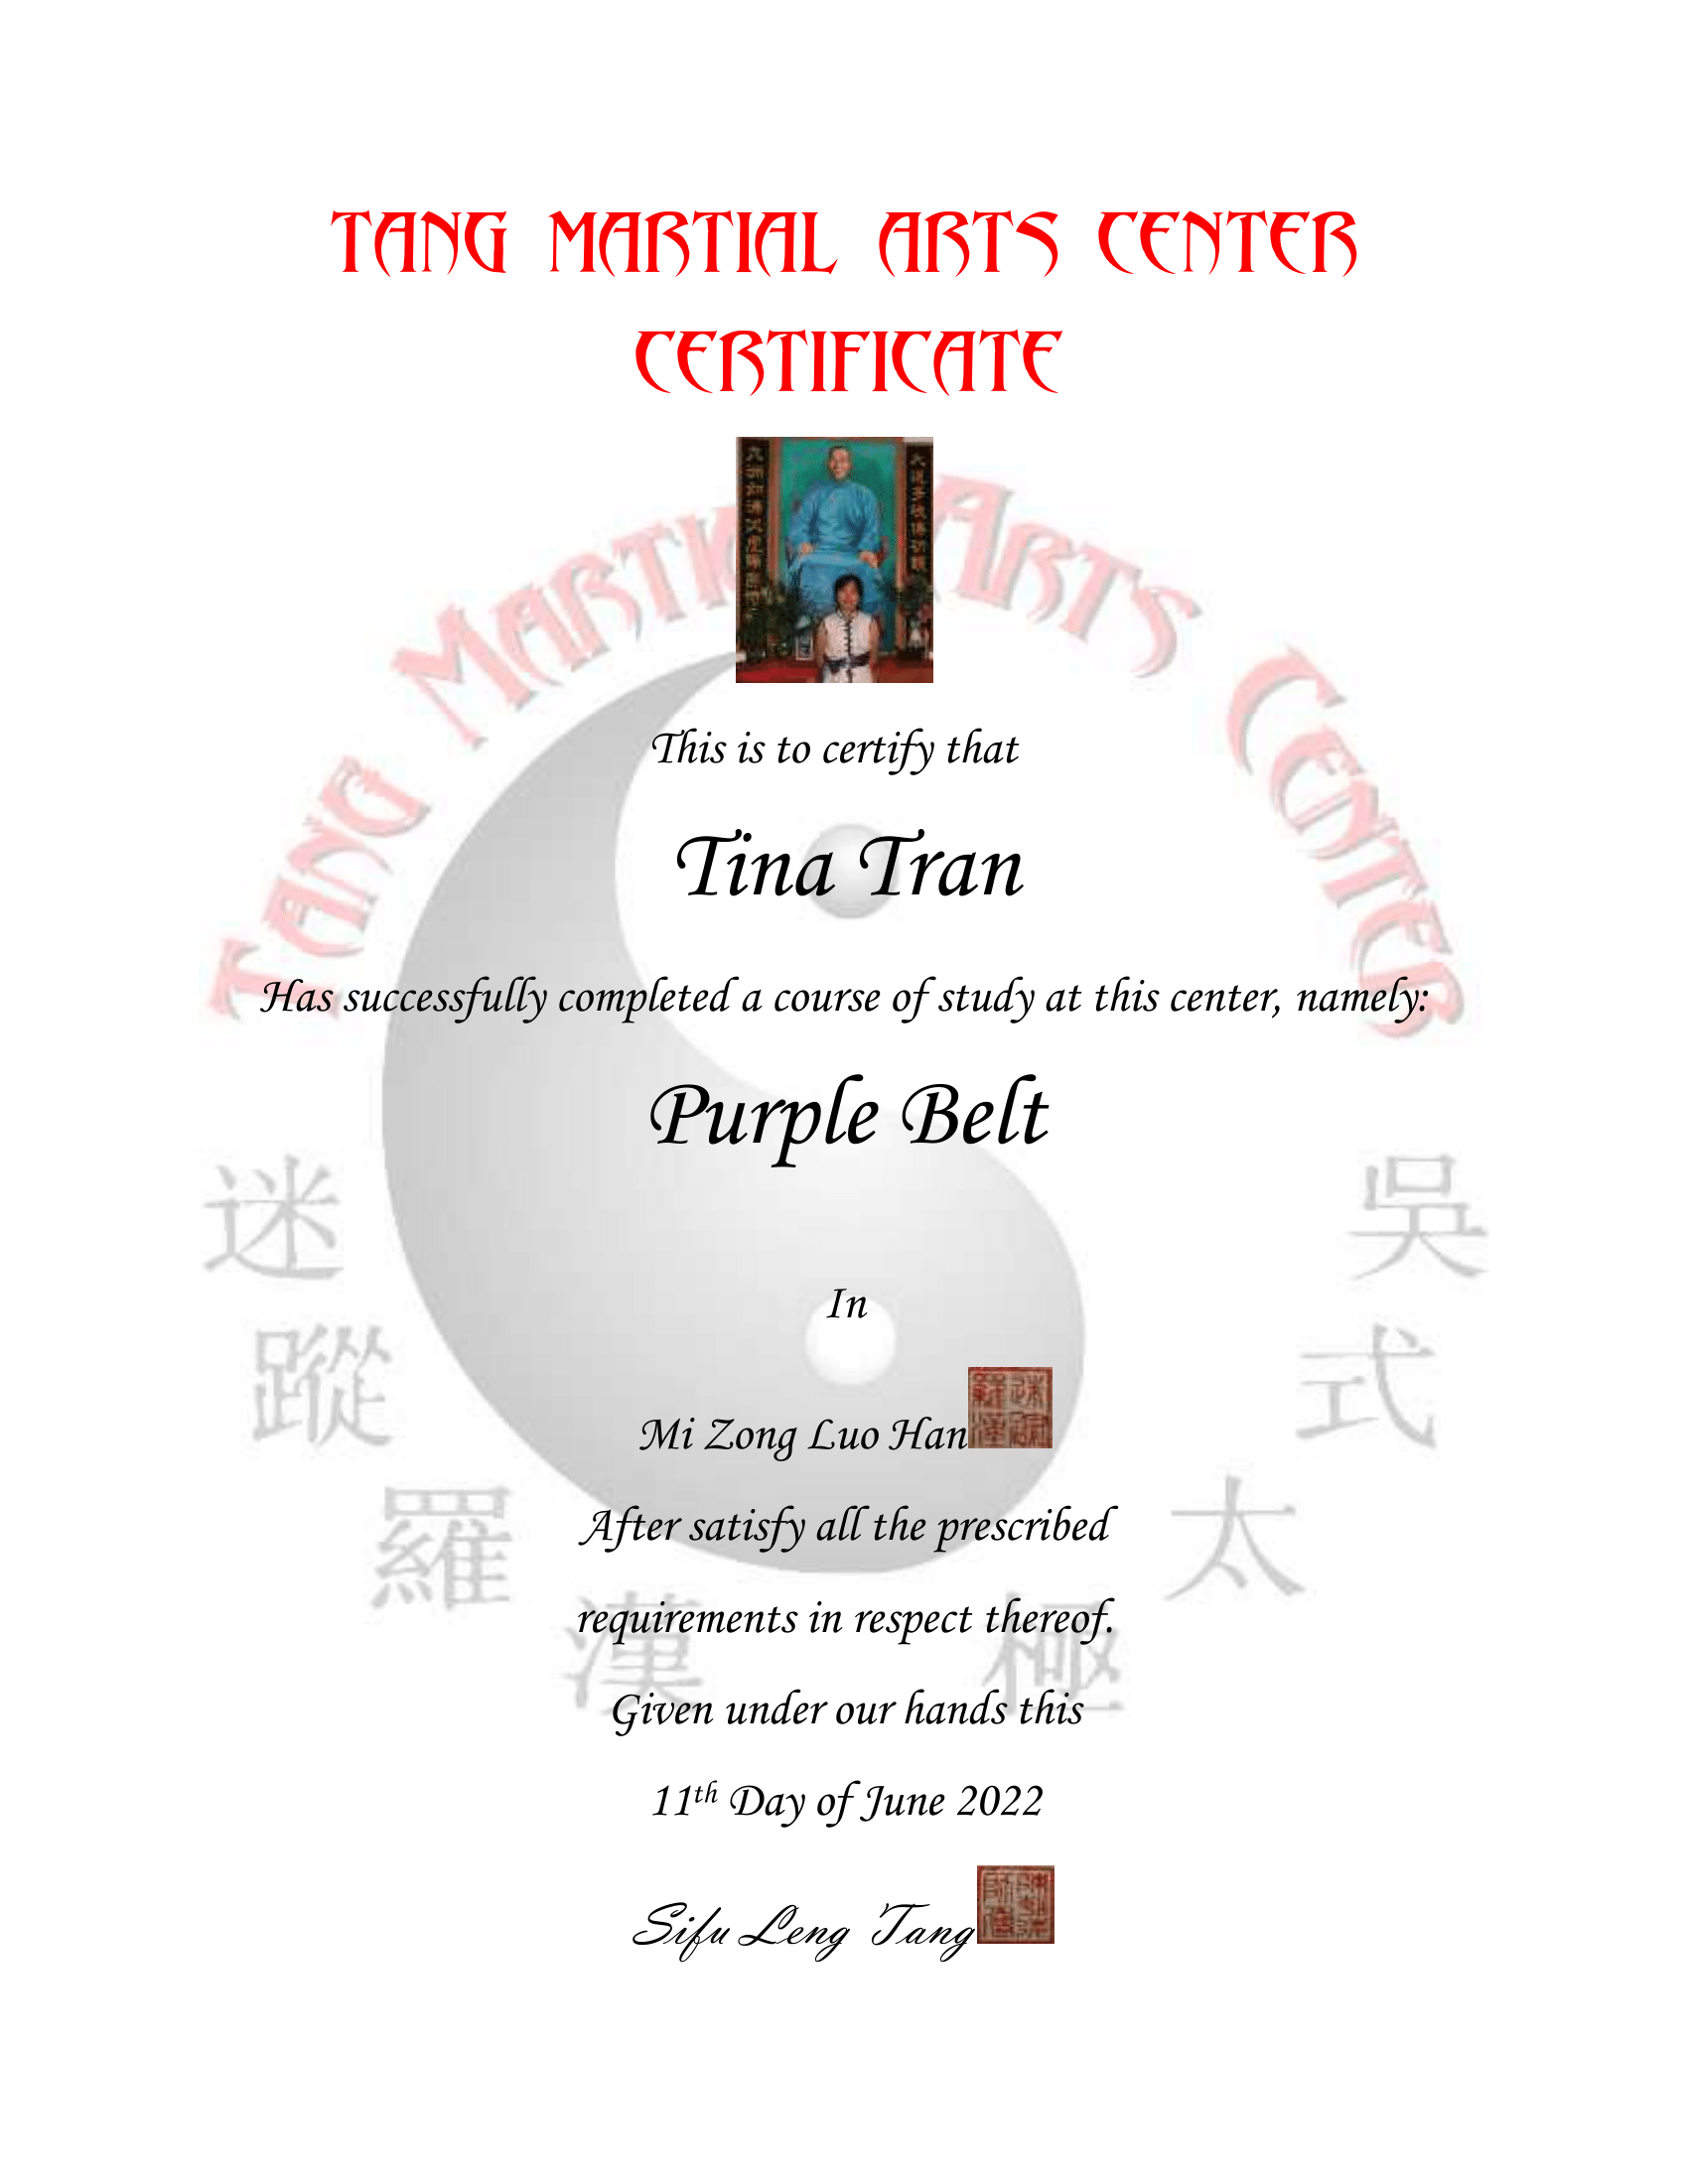 TANG MARTIAL ARTS CENTER
CERTIFICATE
TANG MARTIAL ARTS CENTER
This is to certify that
Tina Tran
Has successfully completed a course of study at this center, namely:
Purple Belt
In
Mi Zong Luo Han
After satisfy all the prescribed
requirements in respect thereof.
Given under our hands this
11th Day of June 2022
Sifu Leng Tang
迷蹤羅漢
吳式太極